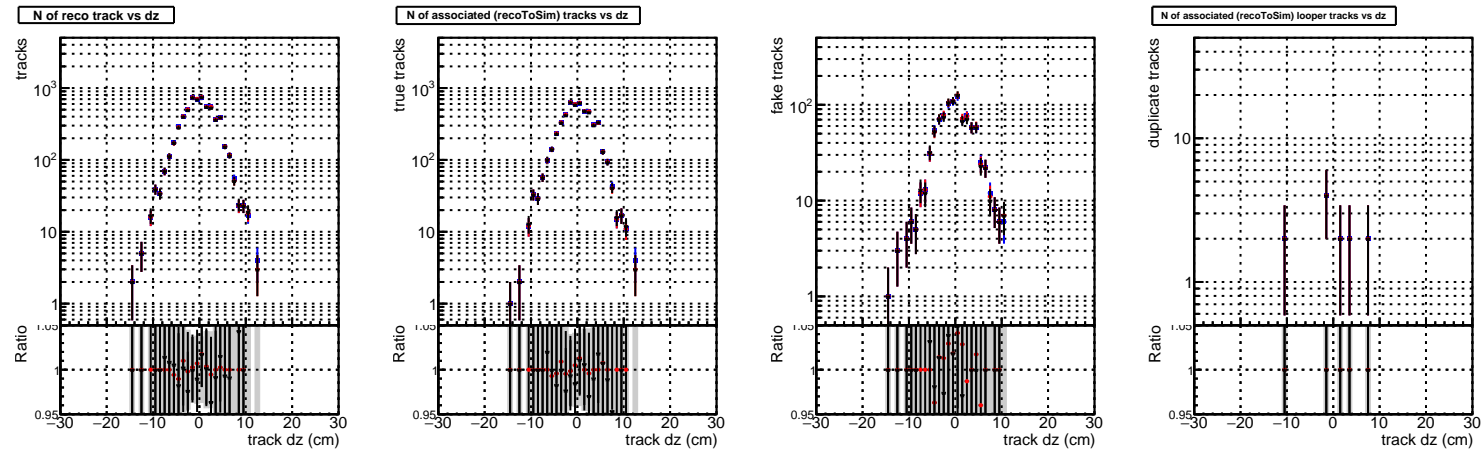 N of reco track vs dz
tracks
10³
10²
10
1
1.05
Ratio
1
0.95
−30 −20 −10 0 10 20 30
track dz (cm)
N of associated (recoToSim) tracks vs dz
true tracks
10³
10²
10
1
1.05
Ratio
1
0.95
−30 −20 −10 0 10 20 30
track dz (cm)
fake tracks
10²
10
1
1.05
Ratio
1
0.95
−30 −20 −10 0 10 20 30
track dz (cm)
N of associated (recoToSim) looper tracks vs dz
duplicate tracks
10
1
1.05
Ratio
1
0.95
−30 −20 −10 0 10 20 30
track dz (cm)